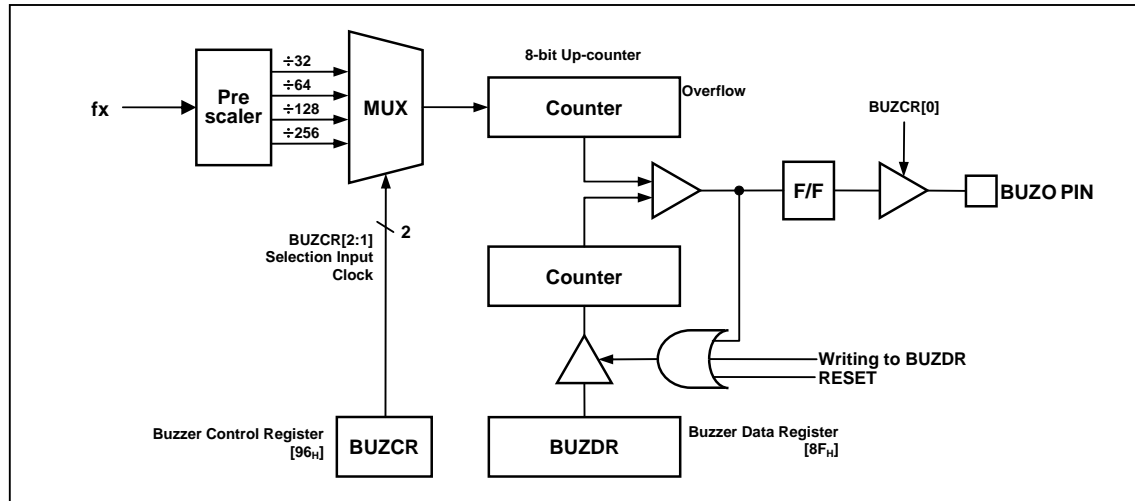 8-bit Up-counter
fx
Pre
scaler
÷32
÷64
÷128
÷256
MUX
Counter
Overflow
BUZCR[0]
F/F
BUZO PIN
BUZCR[2:1]
Selection Input
Clock
2
Counter
Writing to BUZDR
RESET
Buzzer Control Register
[96H]
BUZCR
BUZDR
Buzzer Data Register
[8FH]